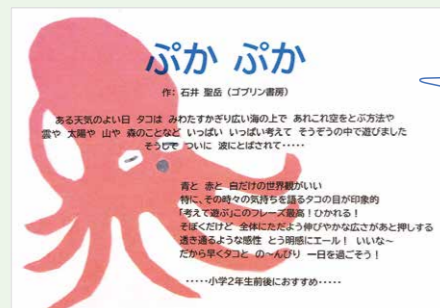 ぷか ぷか
作: 石井 聖岳 (ゴブリン書房)
ある天気のよい日 タコは みわたすかぎり広い海の上で あれこれ空をとぶ方法や
雲や 太陽や 山や 森のことなど いっぱい いっぱい考えて そうぞうの中で遊びました
そうして ついに 波にとばされて・・・・・
青と 赤と 白だけの世界観がいい
特に、その時々の気持ちを語るタコの目が印象的
「考えて遊ぶ」このフレーズ最高!ひかれる!
そぼくだけど 全体にただよう伸びやかな広さがあと押しする
透き通るような感性 とう明感にエール! いいな～
だから早くタコと の～んびり 一日を過ごそう!
・・・・・小学2年生前後におすすめ・・・・・